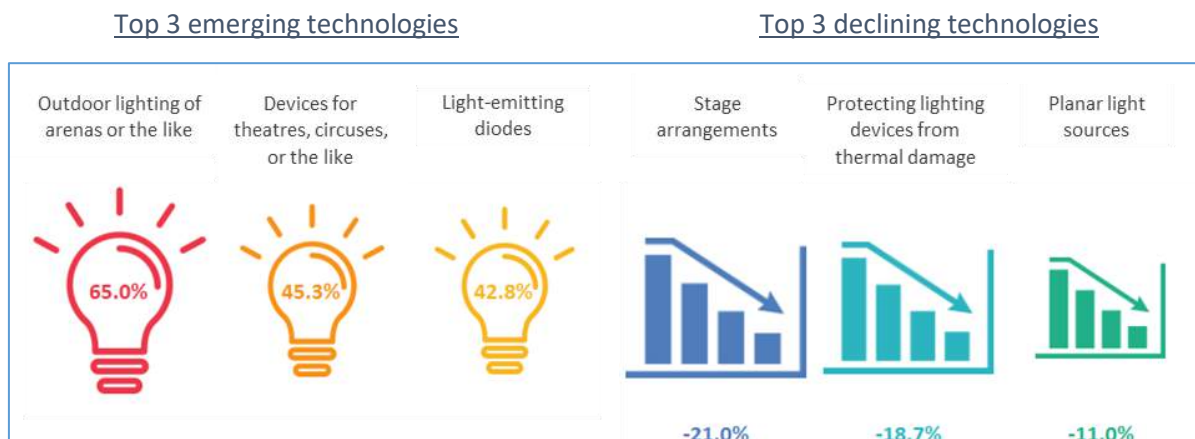 Top 3 emerging technologies
Top 3 declining technologies
Outdoor lighting of
arenas or the like
Devices for
theatres, circuses,
or the like
Light-emitting
diodes
Stage
arrangements
Protecting lighting
devices from
thermal damage
Planar light
sources
65.0%
45.3%
42.8%
-21.0%
-18.7%
-11.0%